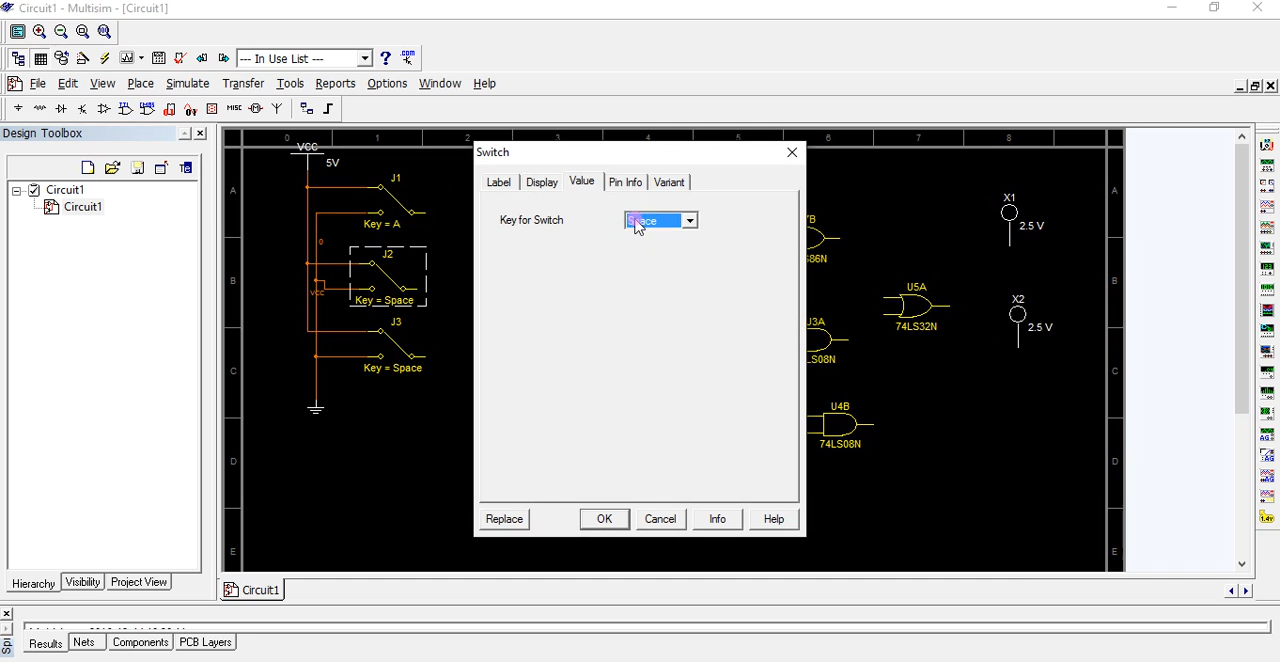 Circuit1 - Multisim - [Circuit1]
--- In Use List ---
File Edit View Place Simulate Transfer Tools Reports Options Window Help
Design Toolbox
Circuit1
Circuit1
Hierarchy Visibility Project View
0 1 2 3 4 5 6 7 8
A
B
C
D
E
VCC
5V
J1
Key = A
0
J2
VCC
Key = Space
J3
Key = Space
Switch
Label Display Value Pin Info Variant
Key for Switch
Replace OK Cancel Info Help
U5A
74LS32N
U4B
74LS08N
X1
2.5 V
X2
2.5 V
A
B
C
D
E
Circuit1
Results Nets Components PCB Layers